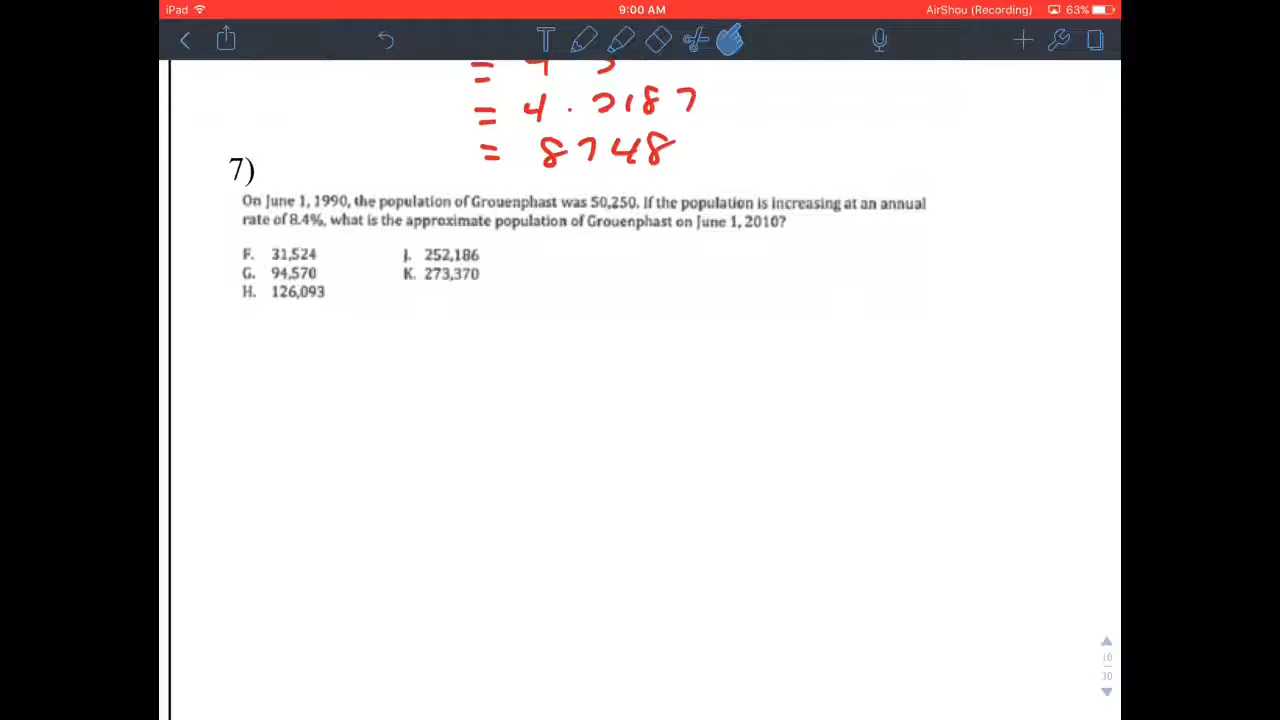 iPad 9:00 AM AirShou (Recording) 63%
= 4 · 2187
= 8748
7)
On June 1, 1990, the population of Grouenphast was 50,250. If the population is increasing at an annual
rate of 8.4%, what is the approximate population of Grouenphast on June 1, 2010?
F. 31,524
G. 94,570
H. 126,093
J. 252,186
K. 273,370
10
30